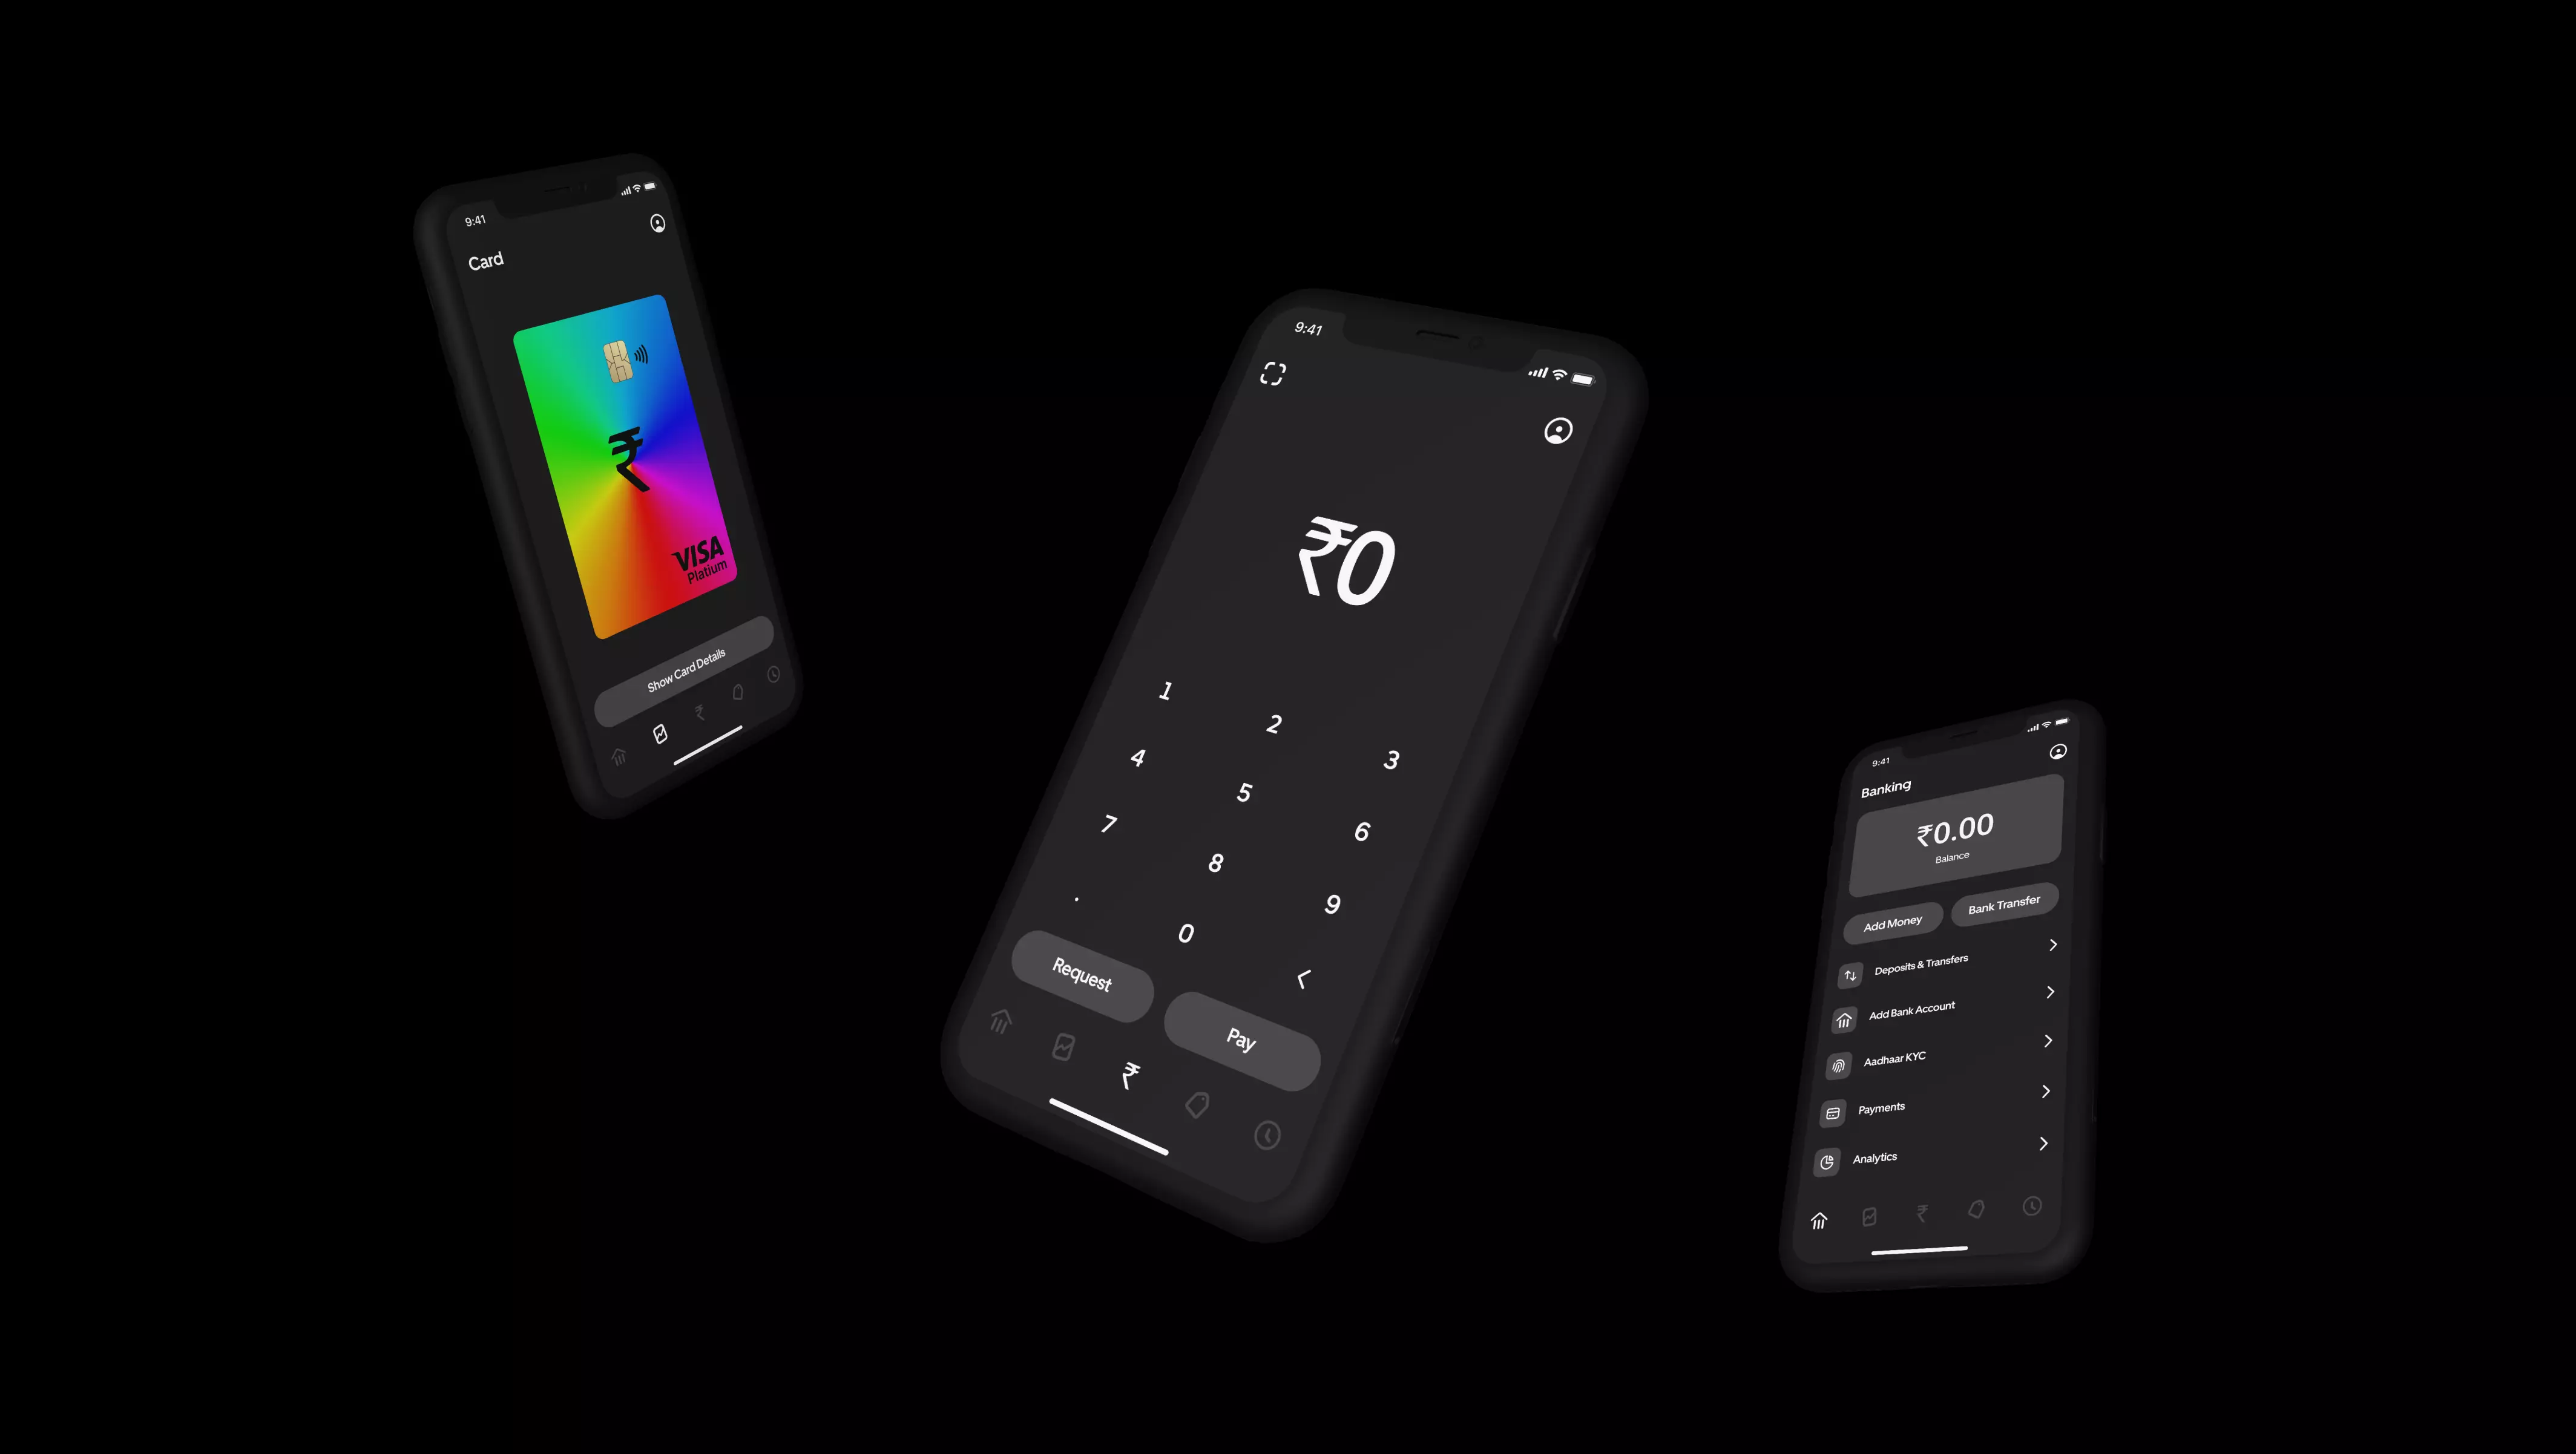 9:41
Card
₹
VISA
Platium
Show Card Details
₹
9:41
₹0
1 2 3
4 5 6
7 8 9
. 0
Request Pay
₹
9:41
Banking
₹0.00
Balance
Add Money Bank Transfer
Deposits & Transfers
Add Bank Account
Aadhaar KYC
Payments
Analytics
₹